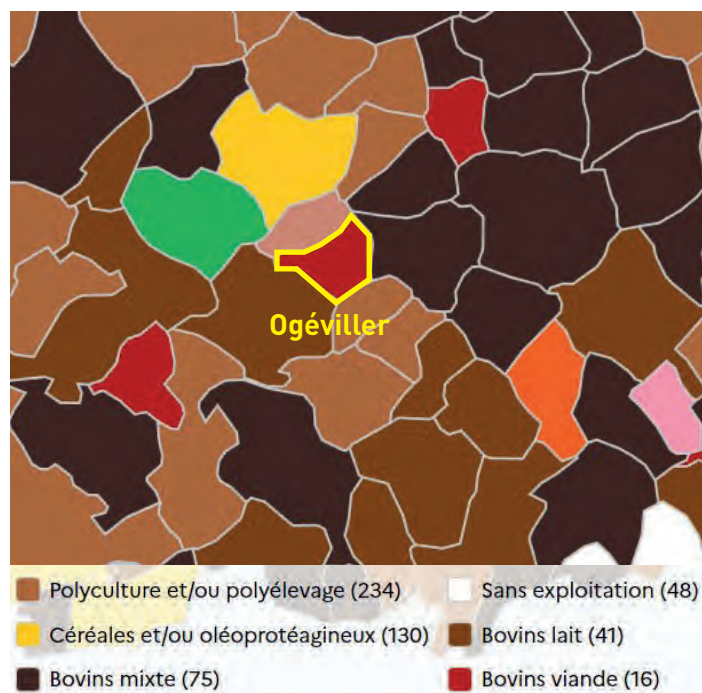 Ogéviller
Polyculture et/ou polyélevage (234)
Sans exploitation (48)
Céréales et/ou oléoprotéagineux (130)
Bovins lait (41)
Bovins mixte (75)
Bovins viande (16)